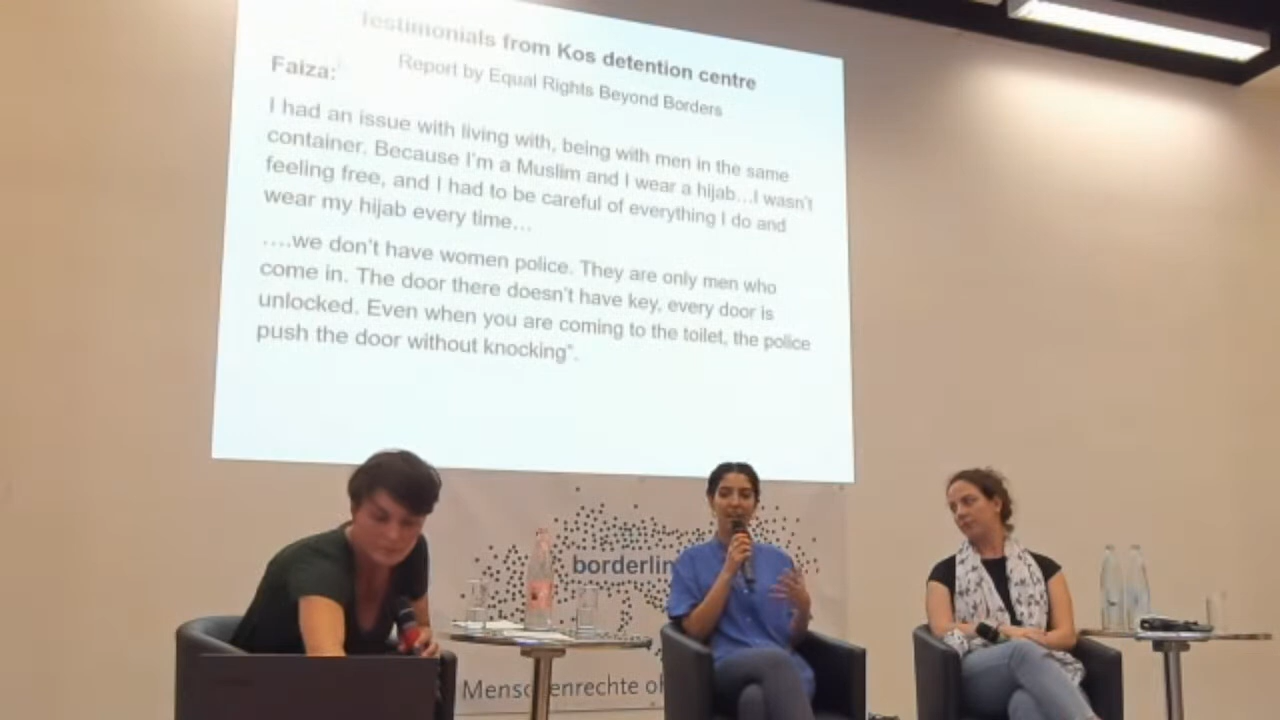 Testimonials from Kos detention centre
Report by Equal Rights Beyond Borders
Faiza:
I had an issue with living with, being with men in the same
container. Because I'm a Muslim and I wear a hijab…I wasn't
feeling free, and I had to be careful of everything I do and
wear my hijab every time…
….we don't have women police. They are only men who
come in. The door there doesn't have key, every door is
unlocked. Even when you are coming to the toilet, the police
push the door without knocking".
borderlin
Menschenrechte